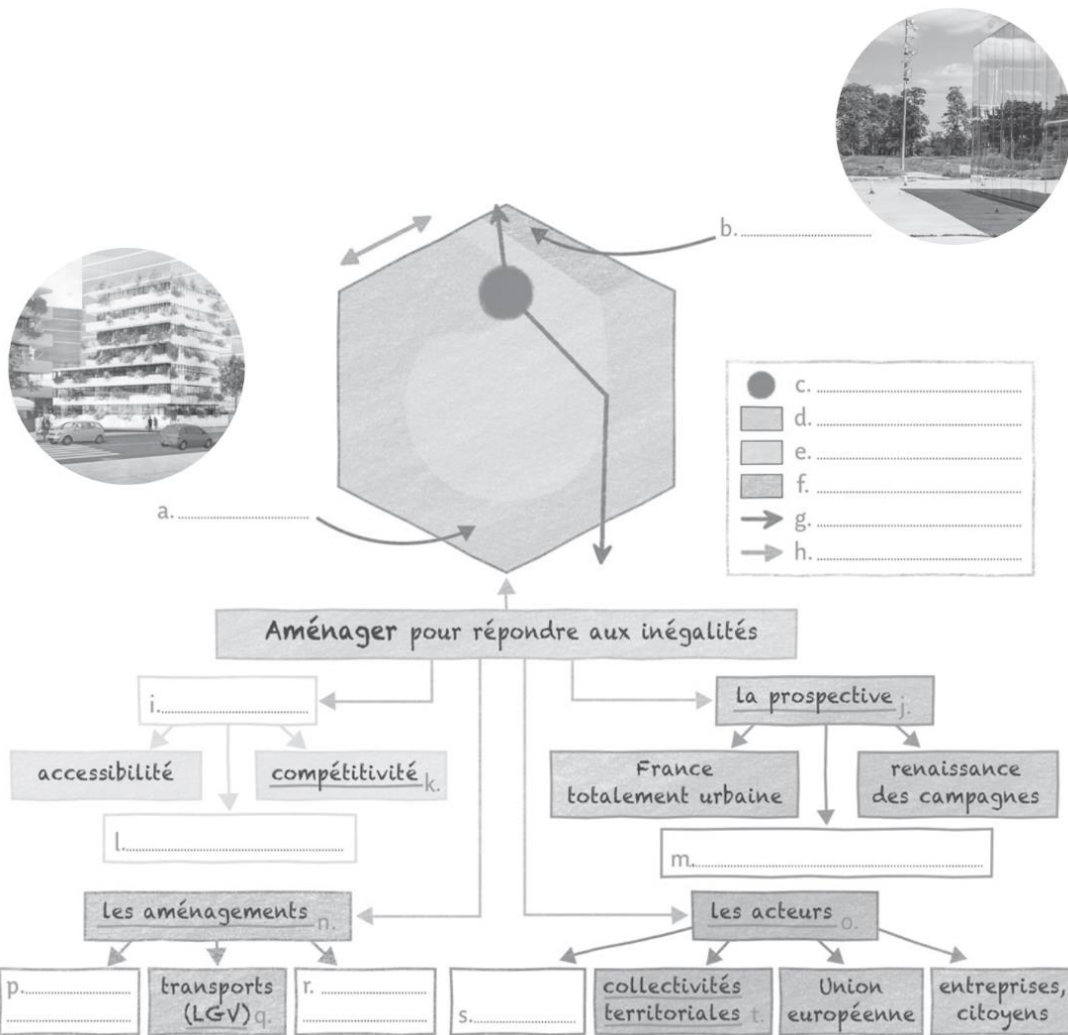 b. ....................
c. ....................
d. ....................
e. ....................
f. ....................
g. ....................
h. ....................
a. ....................
Aménager pour répondre aux inégalités
i. ....................
la prospective j.
accessibilité
compétitivité k.
France
totalement urbaine
renaissance
des campagnes
l. ....................
m. ....................
les aménagements n.
les acteurs o.
p. ....................
transports
(LGV) q.
r. ....................
s. ....................
collectivités
territoriales t.
Union
européenne
entreprises,
citoyens